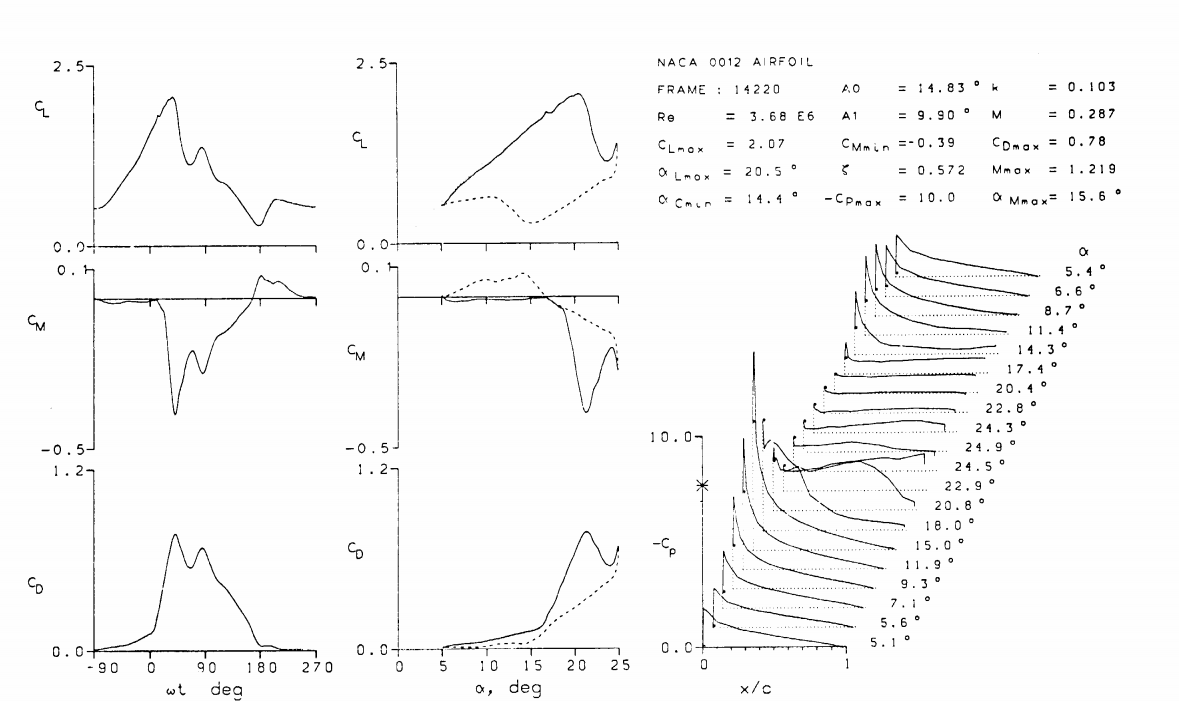 NACA 0012 AIRFOIL
FRAME : 14220 A0 = 14.83 ° k = 0.103
Re = 3.68 E6 A1 = 9.90 ° M = 0.287
CLmax = 2.07 CMmin =-0.39 CDmax = 0.78
α Lmax = 20.5 ° ζ = 0.572 Mmax = 1.219
α Cmin = 14.4 ° -CPmax = 10.0 α Mmax= 15.6 °
2.5
CL
0.0
0.1
CM
-0.5
1.2
CD
0.0
-90 0 90 180 270
ωt deg
2.5
CL
0.0
0.1
CM
-0.5
1.2
CD
0.0
0 5 10 15 20 25
α, deg
α
5.4 °
6.6 °
8.7 °
11.4 °
14.3 °
17.4 °
20.4 °
22.8 °
24.3 °
24.9 °
24.5 °
22.9 °
20.8 °
18.0 °
15.0 °
11.9 °
9.3 °
7.1 °
5.6 °
5.1 °
10.0
-Cp
0.0
0 1
x/c